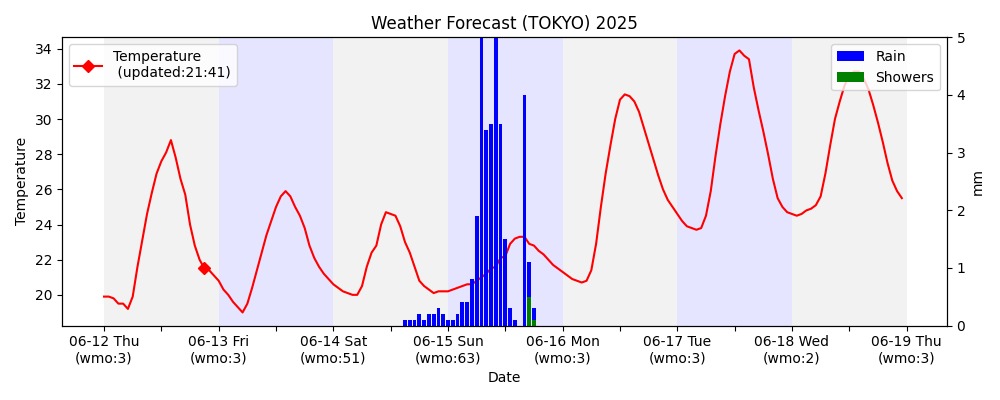 Weather Forecast (TOKYO) 2025
Temperature
(updated:21:41)
Rain
Showers
Temperature
34
32
30
28
26
24
22
20
5
4
3
2
1
0
mm
06-12 Thu
(wmo:3)
06-13 Fri
(wmo:3)
06-14 Sat
(wmo:51)
06-15 Sun
(wmo:63)
06-16 Mon
(wmo:3)
06-17 Tue
(wmo:3)
06-18 Wed
(wmo:2)
06-19 Thu
(wmo:3)
Date